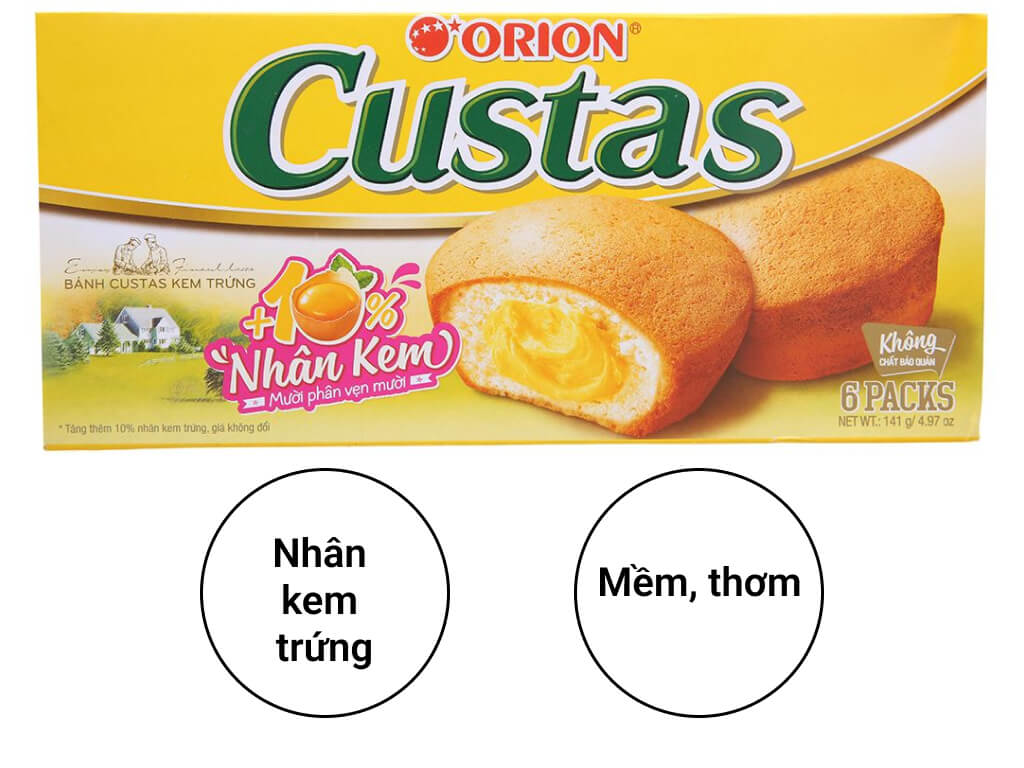 ORION®
Custas
BÁNH CUSTAS KEM TRỨNG
+10%
Nhân Kem
Mười phân vẹn mười
* Tăng thêm 10% nhân kem trứng, giá không đổi
Không
CHẤT BẢO QUẢN
6 PACKS
NET WT.: 141 g/ 4.97 oz
Nhân
kem
trứng
Mềm, thơm